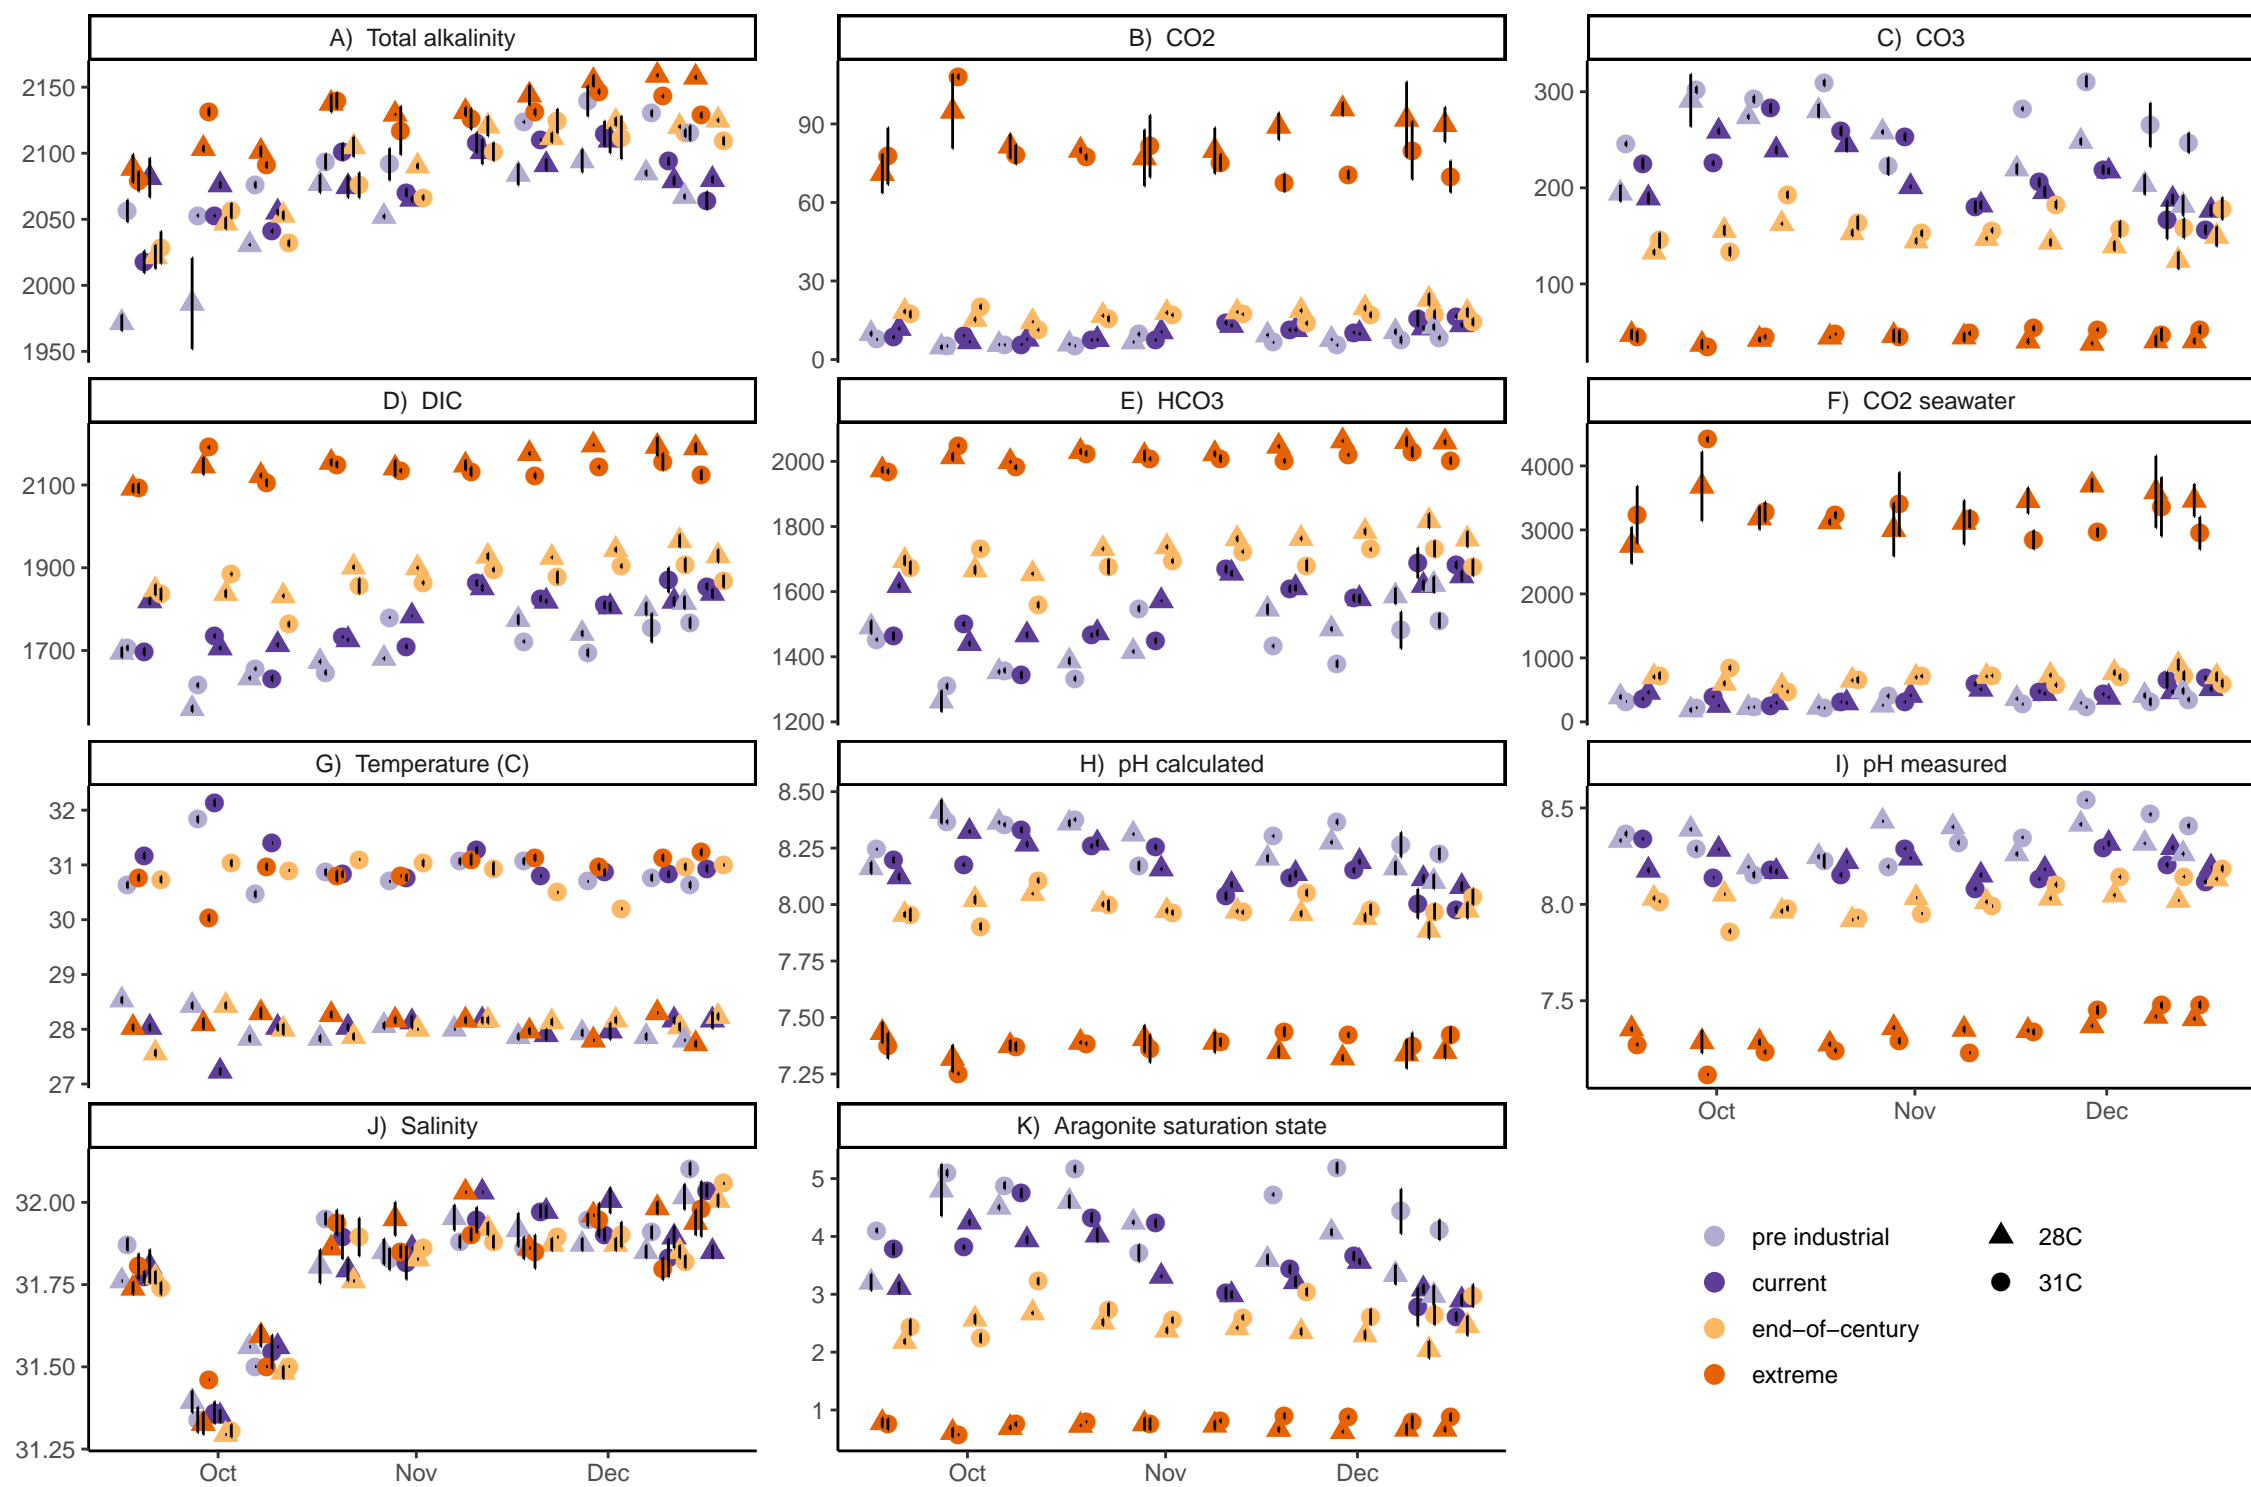 A) Total alkalinity
B) CO2
C) CO3
2150
2100
2050
2000
1950
90
60
30
0
300
200
100
D) DIC
E) HCO3
F) CO2 seawater
2100
1900
1700
2000
1800
1600
1400
1200
4000
3000
2000
1000
0
G) Temperature (C)
H) pH calculated
I) pH measured
32
31
30
29
28
27
8.50
8.25
8.00
7.75
7.50
7.25
8.5
8.0
7.5
Oct Nov Dec
J) Salinity
K) Aragonite saturation state
32.00
31.75
31.50
31.25
5
4
3
2
1
Oct Nov Dec
Oct Nov Dec
pre industrial
current
end−of−century
extreme
28C
31C